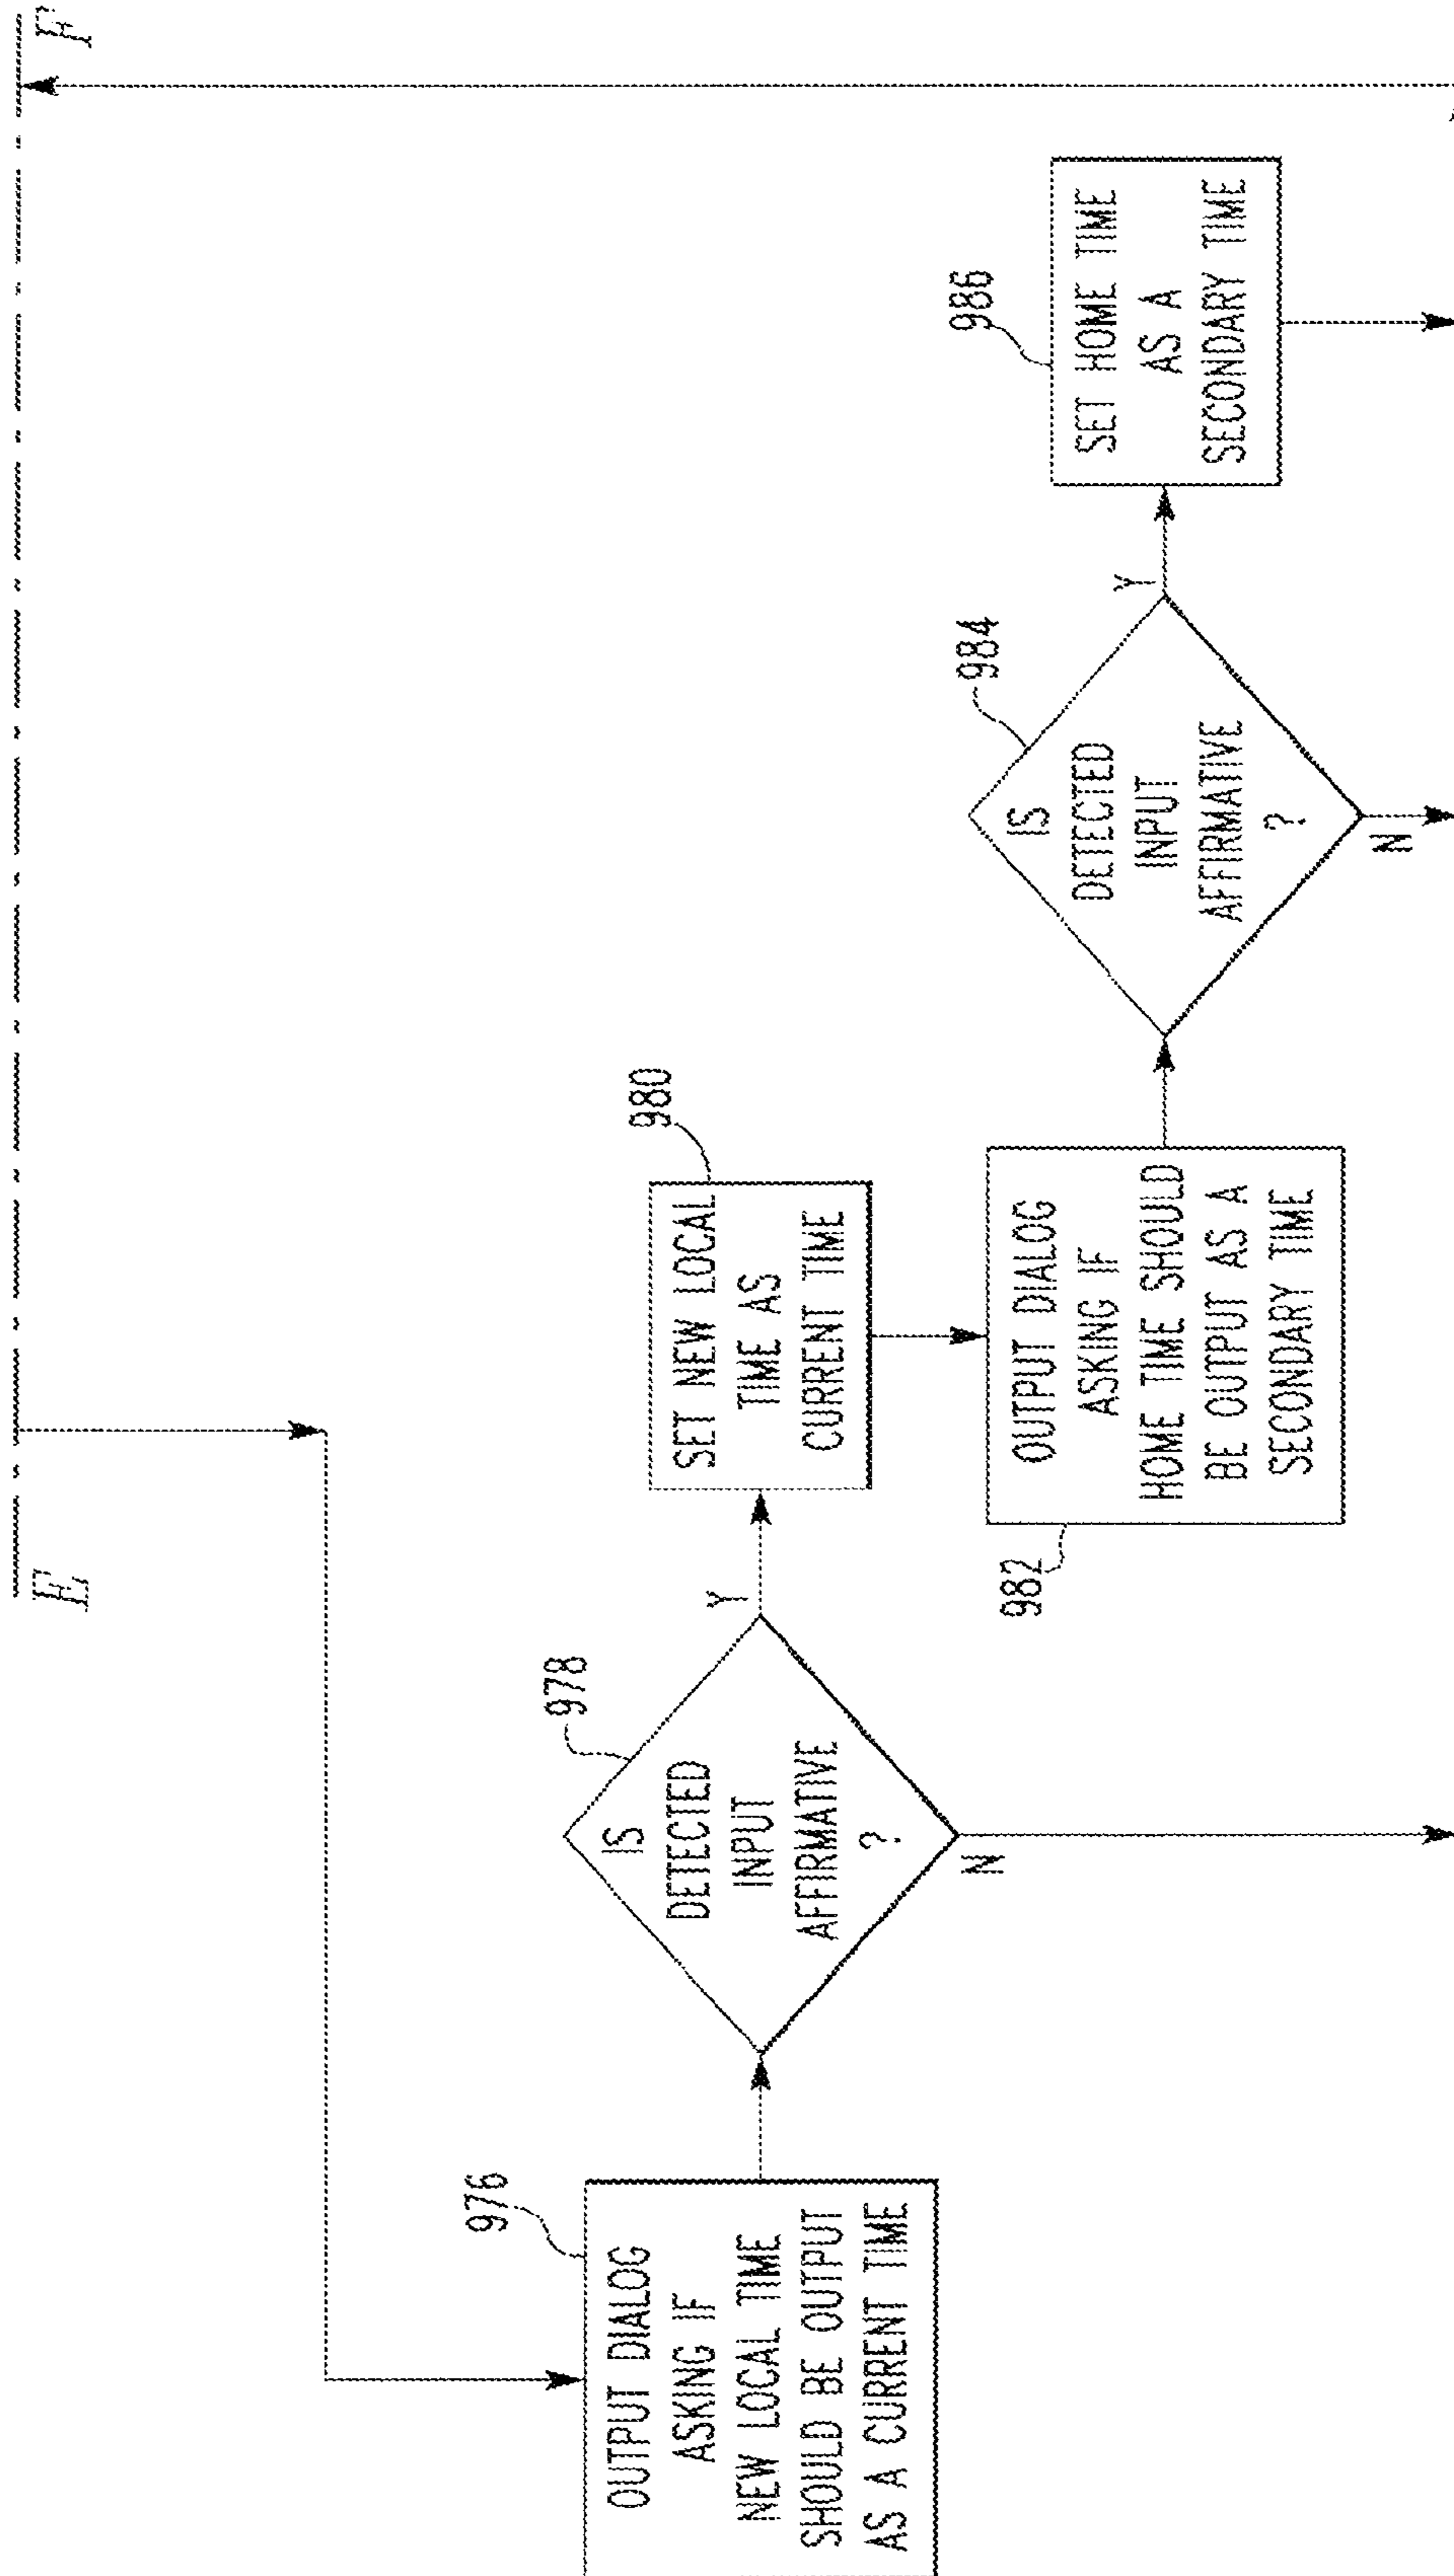 E
F
976
OUTPUT DIALOG
ASKING IF
NEW LOCAL TIME
SHOULD BE OUTPUT
AS A CURRENT TIME
978
IS
DETECTED
INPUT
AFFIRMATIVE
?
Y
N
980
SET NEW LOCAL
TIME AS
CURRENT TIME
982
OUTPUT DIALOG
ASKING IF
HOME TIME SHOULD
BE OUTPUT AS A
SECONDARY TIME
984
IS
DETECTED
INPUT
AFFIRMATIVE
?
Y
N
986
SET HOME TIME
AS A
SECONDARY TIME